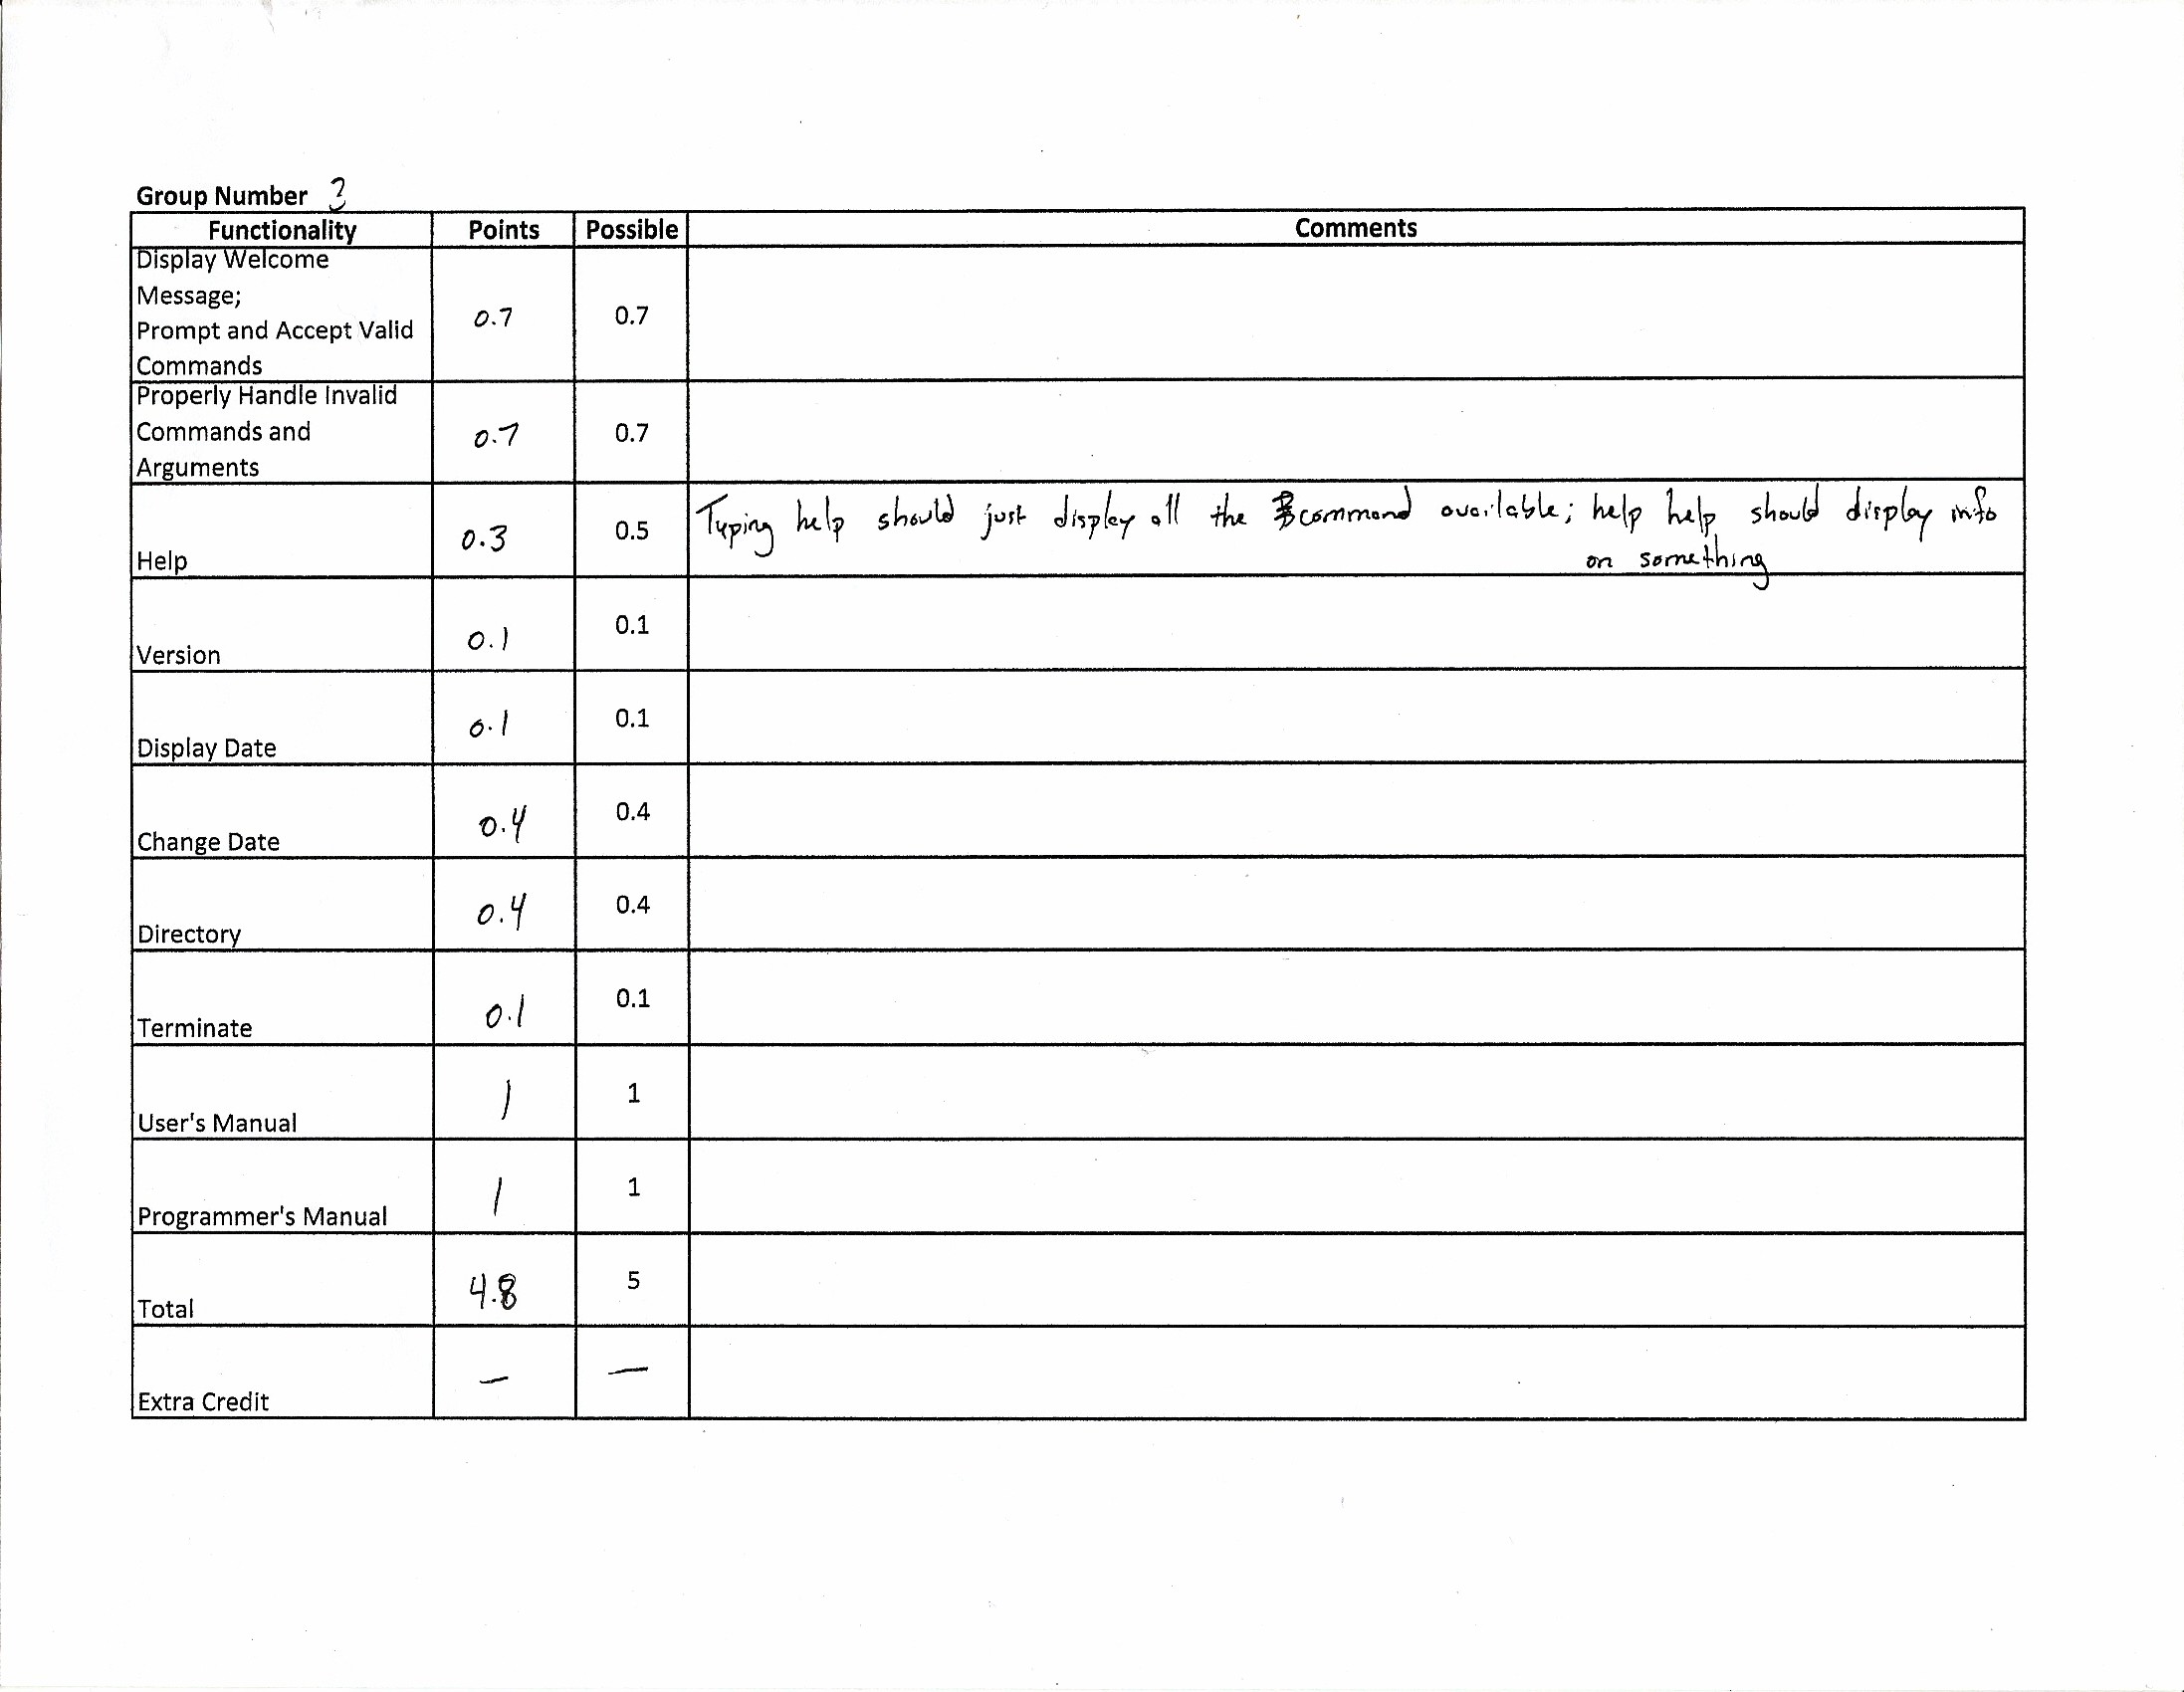 Group Number 3
Functionality Points Possible Comments
Display Welcome
Message;
Prompt and Accept Valid
Commands 0.7 0.7
Properly Handle Invalid
Commands and
Arguments 0.7 0.7
Help 0.3 0.5 Typing help should just display all the command available; help help should display info
on something
Version 0.1 0.1
Display Date 0.1 0.1
Change Date 0.4 0.4
Directory 0.4 0.4
Terminate 0.1 0.1
User's Manual 1 1
Programmer's Manual 1 1
Total 4.8 5
Extra Credit — —